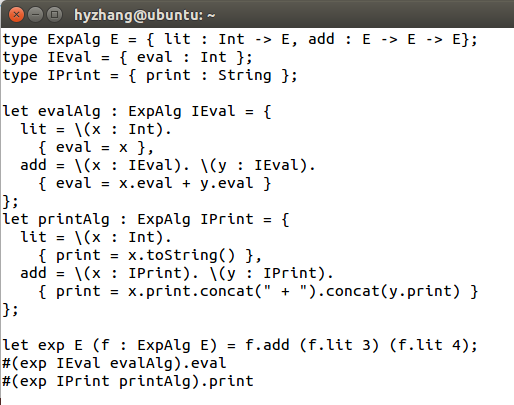 hyzhang@ubuntu: ~
type ExpAlg E = { lit : Int -> E, add : E -> E -> E};
type IEval = { eval : Int };
type IPrint = { print : String };

let evalAlg : ExpAlg IEval = {
  lit = \(x : Int).
    { eval = x },
  add = \(x : IEval). \(y : IEval).
    { eval = x.eval + y.eval }
};
let printAlg : ExpAlg IPrint = {
  lit = \(x : Int).
    { print = x.toString() },
  add = \(x : IPrint). \(y : IPrint).
    { print = x.print.concat(" + ").concat(y.print) }
};

let exp E (f : ExpAlg E) = f.add (f.lit 3) (f.lit 4);
#(exp IEval evalAlg).eval
#(exp IPrint printAlg).print